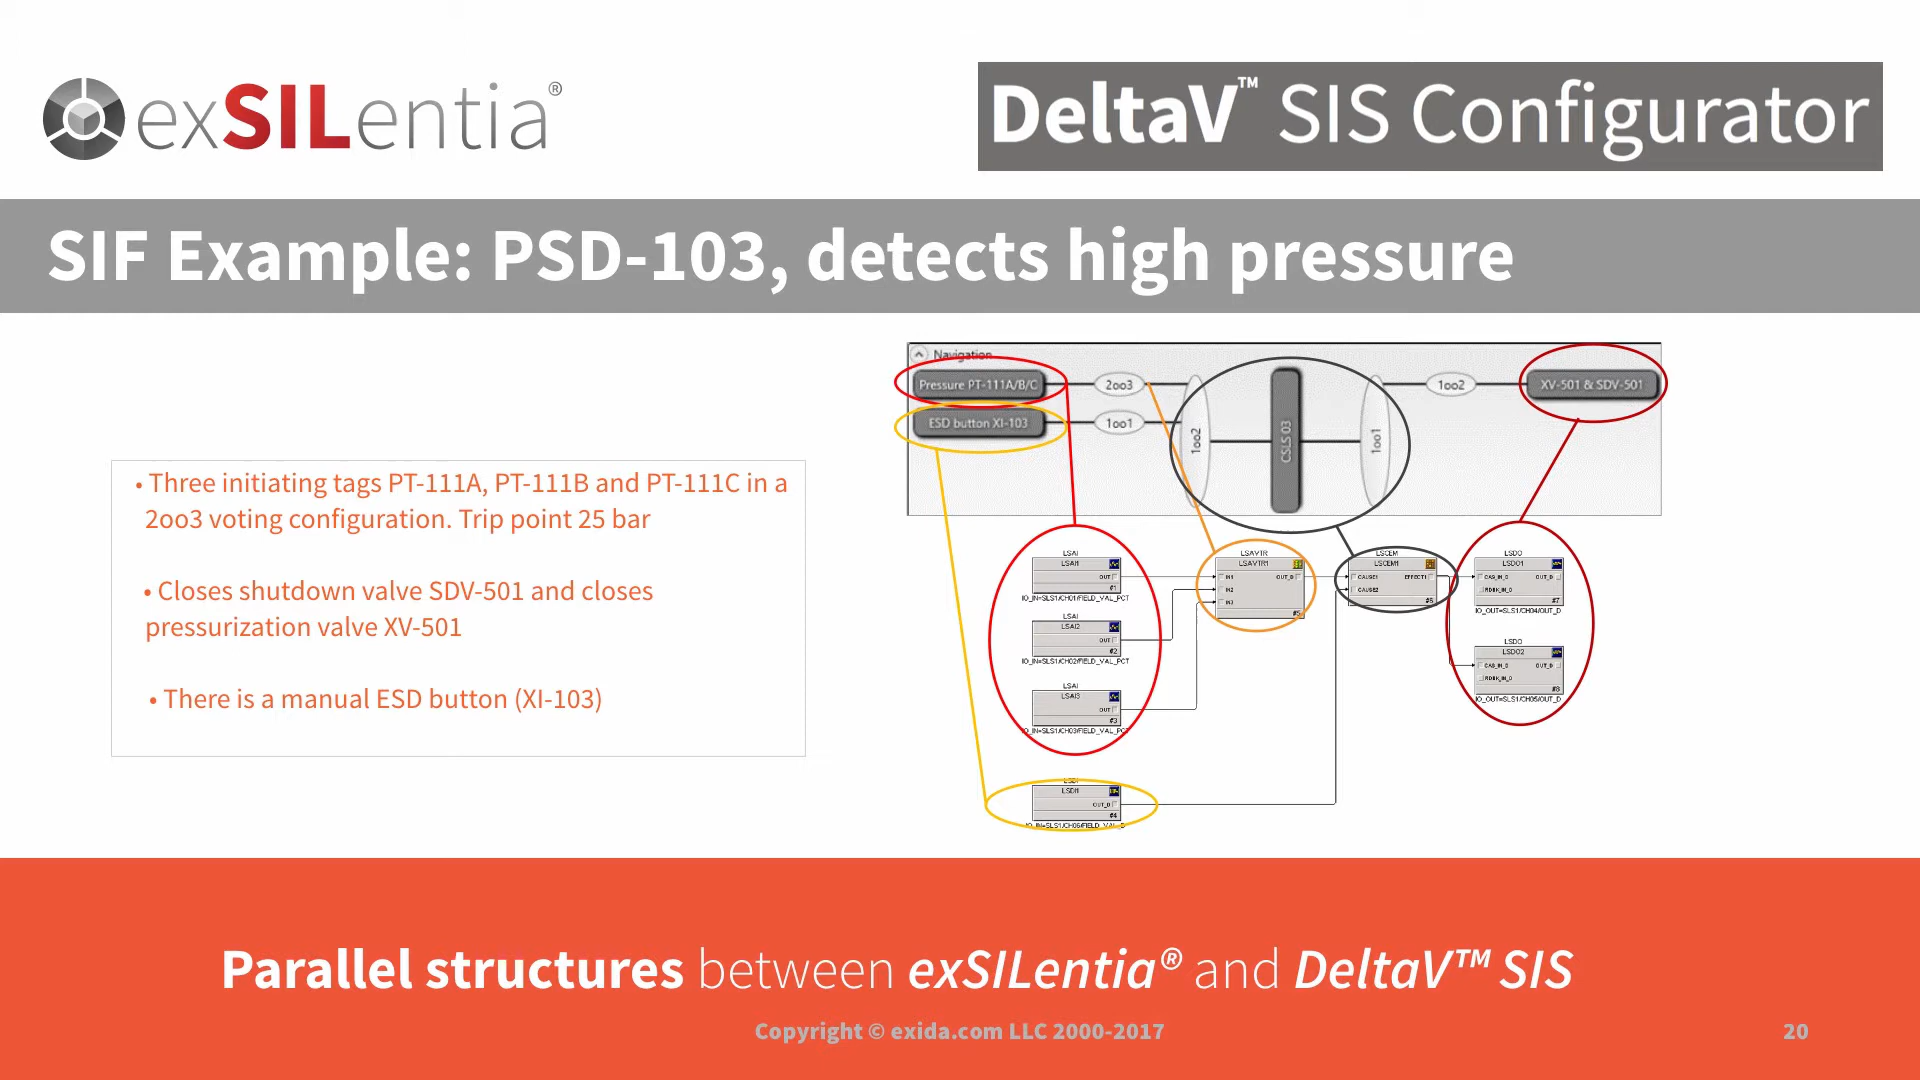 exSILentia®
DeltaV™ SIS Configurator
SIF Example: PSD-103, detects high pressure
• Three initiating tags PT-111A, PT-111B and PT-111C in a
2oo3 voting configuration. Trip point 25 bar
• Closes shutdown valve SDV-501 and closes
pressurization valve XV-501
• There is a manual ESD button (XI-103)
Navigation
Pressure PT-111A/B/C
2oo3
1oo2
XV-501 & SDV-501
ESD button XI-103
1oo1
1oo2
CSLS 03
1oo1
LSAI
LSAI1
OUT
#1
IO_IN=SLS1/CH01/FIELD_VAL_PCT
LSAI
LSAI2
OUT
#2
IO_IN=SLS1/CH02/FIELD_VAL_PCT
LSAI
LSAI3
OUT
#3
IO_IN=SLS1/CH03/FIELD_VAL_PCT
LSDI1
OUT_D
#4
IO_IN=SLS1/CH06/FIELD_VAL_D
LSAVTR
LSAVTR1
IN1 OUT_D
IN2
IN3
#5
LSCEM
LSCEM1
CAUSE1 EFFECT1
CAUSE2
#6
LSDO
LSDO1
CAS_IN_D OUT_D
RDBK_IN_D
#7
IO_OUT=SLS1/CH04/OUT_D
LSDO
LSDO2
CAS_IN_D OUT_D
RDBK_IN_D
#8
IO_OUT=SLS1/CH05/OUT_D
Parallel structures between exSILentia® and DeltaV™ SIS
Copyright © exida.com LLC 2000-2017
20